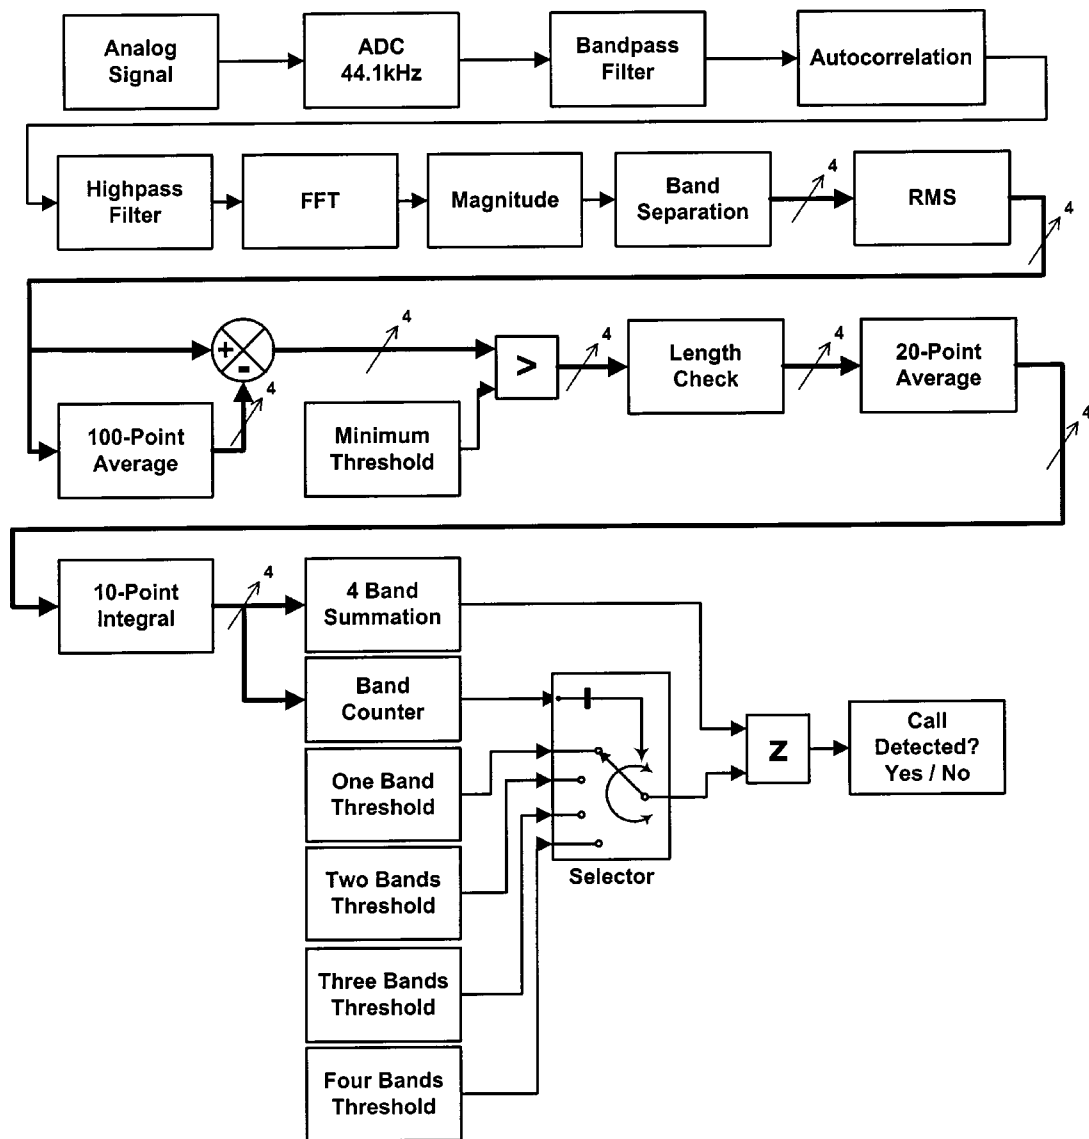 Analog
Signal
ADC
44.1kHz
Bandpass
Filter
Autocorrelation
Highpass
Filter
FFT
Magnitude
Band
Separation
4
RMS
4
+
-
4
4
100-Point
Average
Minimum
Threshold
>
4
Length
Check
4
20-Point
Average
4
10-Point
Integral
4
4 Band
Summation
Band
Counter
One Band
Threshold
Two Bands
Threshold
Three Bands
Threshold
Four Bands
Threshold
Selector
Z
Call
Detected?
Yes / No